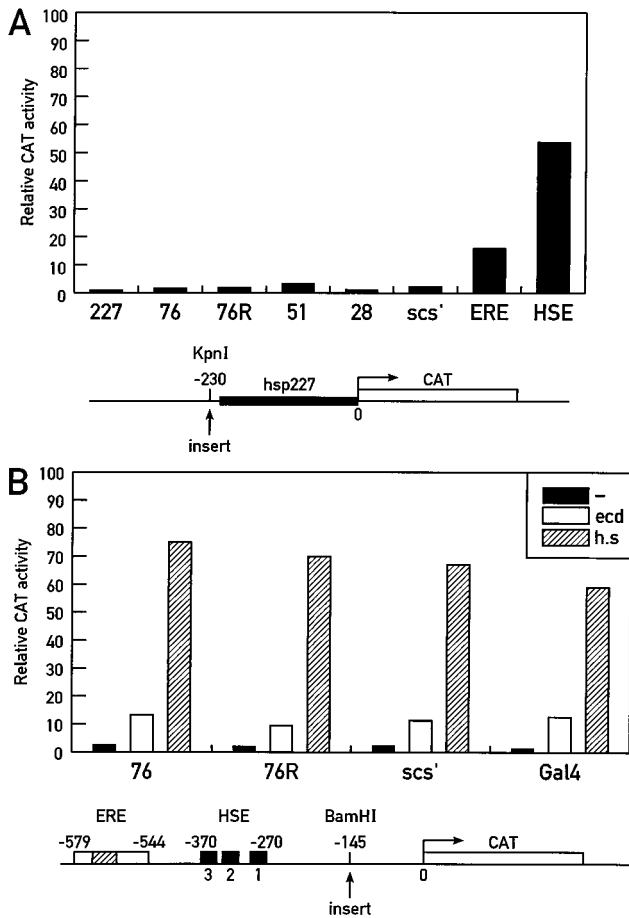 A
Relative CAT activity
100
90
80
70
60
50
40
30
20
10
0
227 76 76R 51 28 scs' ERE HSE
KpnI
-230 hsp227 CAT
0
insert
B
Relative CAT activity
100
90
80
70
60
50
40
30
20
10
0
–
ecd
h.s
76 76R scs' Gal4
ERE HSE BamHI
-579 -544 -370 -270 -145 CAT
3 2 1 0
insert